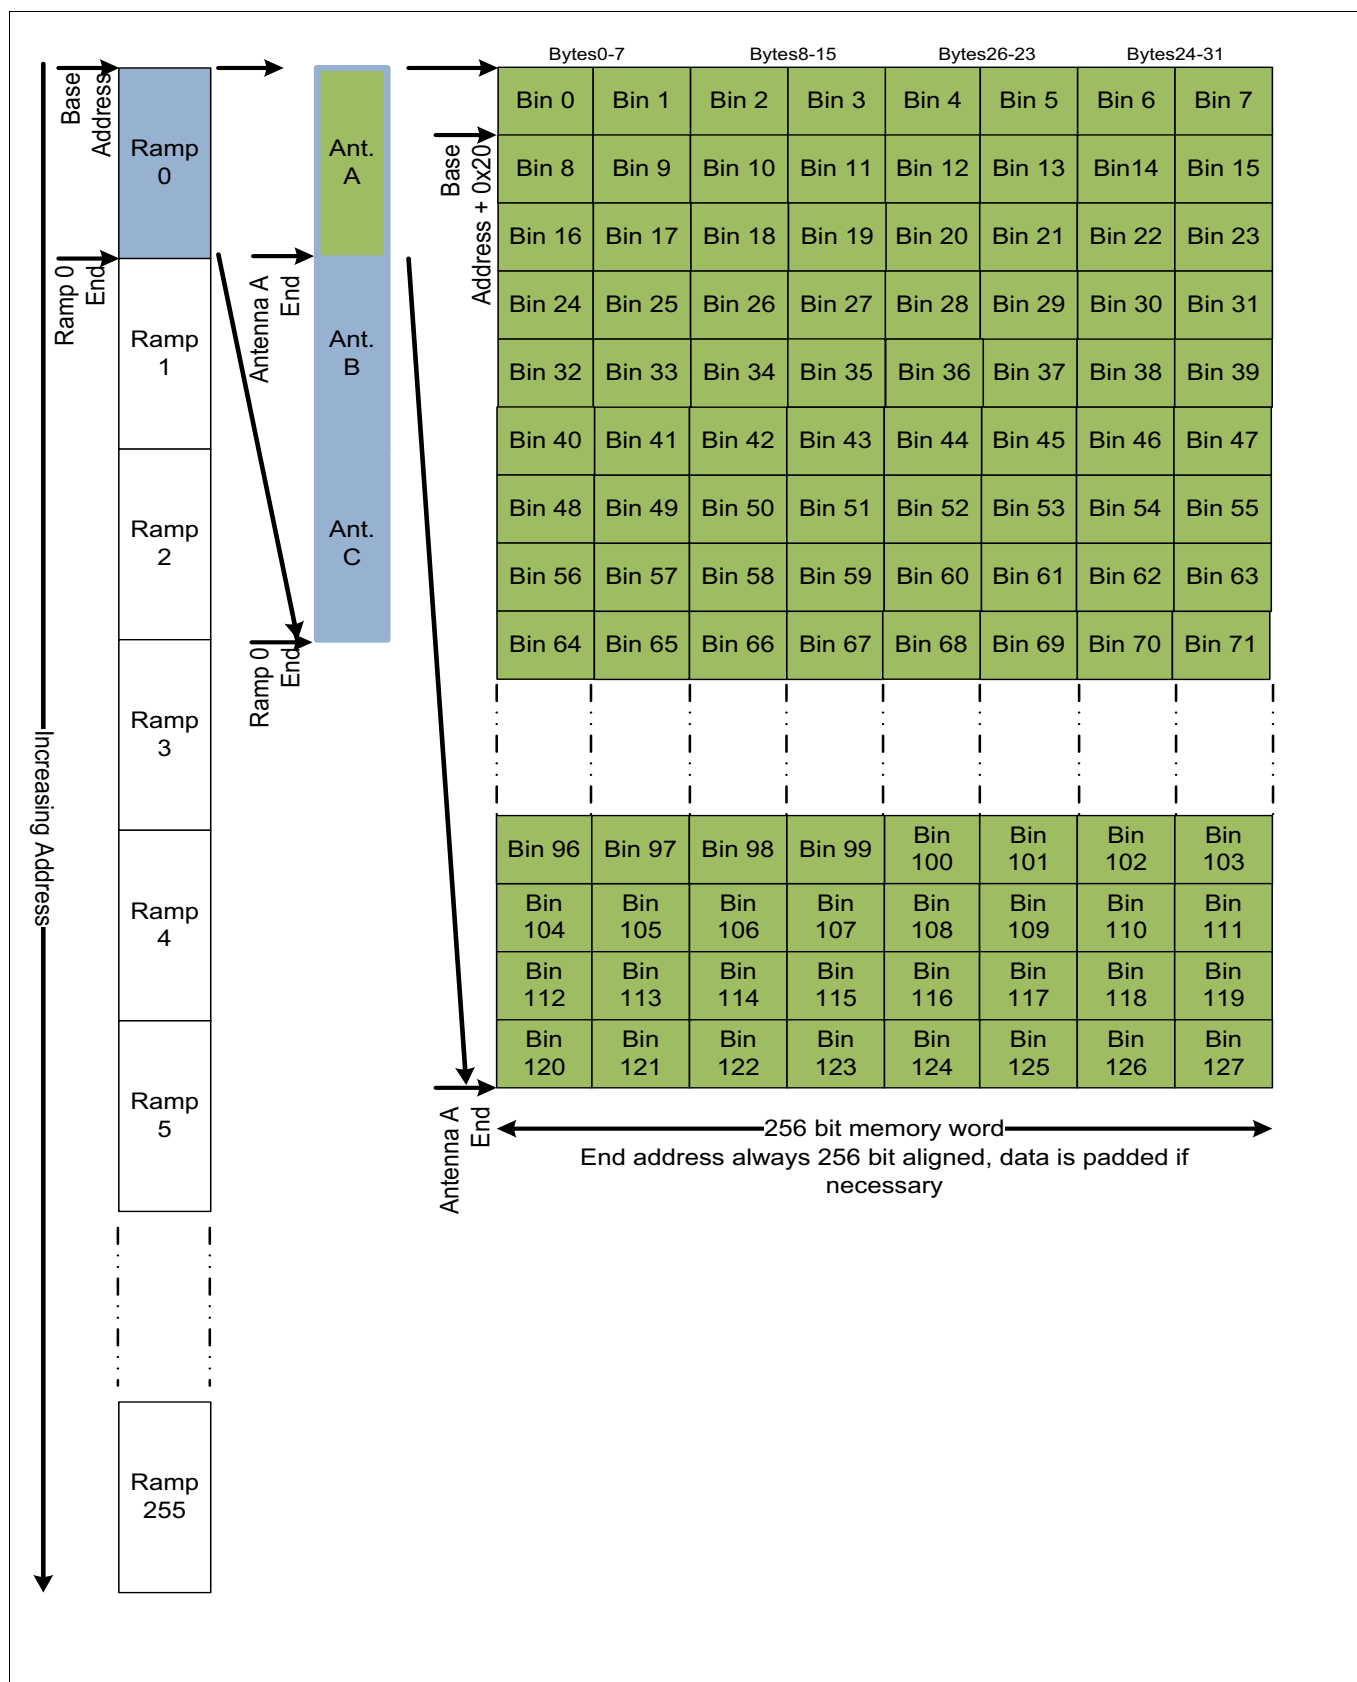 Bytes0-7 Bytes8-15 Bytes26-23 Bytes24-31
Base
Address
Ramp
0
Ramp 0
End
Ramp
1
Ramp
2
Ramp
3
Ramp
4
Ramp
5
Ramp
255
Increasing Address
Ant.
A
Antenna A
End
Ant.
B
Ant.
C
Ramp 0
End
Base
Address + 0x20
Bin 0 Bin 1 Bin 2 Bin 3 Bin 4 Bin 5 Bin 6 Bin 7
Bin 8 Bin 9 Bin 10 Bin 11 Bin 12 Bin 13 Bin14 Bin 15
Bin 16 Bin 17 Bin 18 Bin 19 Bin 20 Bin 21 Bin 22 Bin 23
Bin 24 Bin 25 Bin 26 Bin 27 Bin 28 Bin 29 Bin 30 Bin 31
Bin 32 Bin 33 Bin 34 Bin 35 Bin 36 Bin 37 Bin 38 Bin 39
Bin 40 Bin 41 Bin 42 Bin 43 Bin 44 Bin 45 Bin 46 Bin 47
Bin 48 Bin 49 Bin 50 Bin 51 Bin 52 Bin 53 Bin 54 Bin 55
Bin 56 Bin 57 Bin 58 Bin 59 Bin 60 Bin 61 Bin 62 Bin 63
Bin 64 Bin 65 Bin 66 Bin 67 Bin 68 Bin 69 Bin 70 Bin 71
Bin 96 Bin 97 Bin 98 Bin 99 Bin 100 Bin 101 Bin 102 Bin 103
Bin 104 Bin 105 Bin 106 Bin 107 Bin 108 Bin 109 Bin 110 Bin 111
Bin 112 Bin 113 Bin 114 Bin 115 Bin 116 Bin 117 Bin 118 Bin 119
Bin 120 Bin 121 Bin 122 Bin 123 Bin 124 Bin 125 Bin 126 Bin 127
Antenna A
End
256 bit memory word
End address always 256 bit aligned, data is padded if
necessary